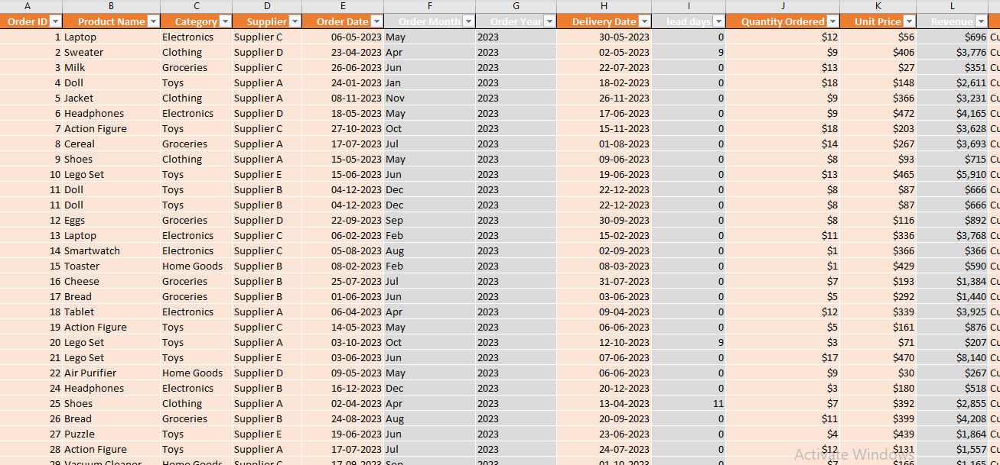 A B C D E F G H I J K L
Order ID Product Name Category Supplier Order Date Order Month Order Year Delivery Date lead days Quantity Ordered Unit Price Revenue
1 Laptop Electronics Supplier C 06-05-2023 May 2023 30-05-2023 0 $12 $56 $696 Cu
2 Sweater Clothing Supplier D 23-04-2023 Apr 2023 02-05-2023 9 $9 $406 $3,776 Cu
3 Milk Groceries Supplier C 26-06-2023 Jun 2023 22-07-2023 0 $13 $27 $351 Cu
4 Doll Toys Supplier A 24-01-2023 Jan 2023 18-02-2023 0 $18 $148 $2,611 Cu
5 Jacket Clothing Supplier A 08-11-2023 Nov 2023 26-11-2023 0 $9 $366 $3,231 Cu
6 Headphones Electronics Supplier D 18-05-2023 May 2023 17-06-2023 0 $9 $472 $4,165 Cu
7 Action Figure Toys Supplier C 27-10-2023 Oct 2023 15-11-2023 0 $18 $203 $3,628 Cu
8 Cereal Groceries Supplier A 17-07-2023 Jul 2023 01-08-2023 0 $14 $267 $3,693 Cu
9 Shoes Clothing Supplier A 15-05-2023 May 2023 09-06-2023 0 $8 $93 $715 Cu
10 Lego Set Toys Supplier E 15-06-2023 Jun 2023 19-06-2023 0 $13 $465 $5,910 Cu
11 Doll Toys Supplier B 04-12-2023 Dec 2023 22-12-2023 0 $8 $87 $666 Cu
11 Doll Toys Supplier B 04-12-2023 Dec 2023 22-12-2023 0 $8 $87 $666 Cu
12 Eggs Groceries Supplier D 22-09-2023 Sep 2023 30-09-2023 0 $8 $116 $892 Cu
13 Laptop Electronics Supplier C 06-02-2023 Feb 2023 15-02-2023 0 $11 $336 $3,768 Cu
14 Smartwatch Electronics Supplier C 05-08-2023 Aug 2023 02-09-2023 0 $1 $366 $366 Cu
15 Toaster Home Goods Supplier B 08-02-2023 Feb 2023 08-03-2023 0 $1 $429 $590 Cu
16 Cheese Groceries Supplier B 25-07-2023 Jul 2023 31-07-2023 0 $7 $193 $1,384 Cu
17 Bread Groceries Supplier B 01-06-2023 Jun 2023 03-06-2023 0 $5 $292 $1,440 Cu
18 Tablet Electronics Supplier A 06-04-2023 Apr 2023 09-04-2023 0 $12 $339 $3,925 Cu
19 Action Figure Toys Supplier C 14-05-2023 May 2023 06-06-2023 0 $5 $161 $876 Cu
20 Lego Set Toys Supplier A 03-10-2023 Oct 2023 12-10-2023 9 $3 $71 $207 Cu
21 Lego Set Toys Supplier E 03-06-2023 Jun 2023 07-06-2023 0 $17 $470 $8,140 Cu
22 Air Purifier Home Goods Supplier D 09-05-2023 May 2023 06-06-2023 0 $9 $30 $267 Cu
24 Headphones Electronics Supplier B 16-12-2023 Dec 2023 20-12-2023 0 $3 $180 $518 Cu
25 Shoes Clothing Supplier A 02-04-2023 Apr 2023 13-04-2023 11 $7 $392 $2,855 Cu
26 Bread Groceries Supplier B 24-08-2023 Aug 2023 20-09-2023 0 $11 $399 $4,208 Cu
27 Puzzle Toys Supplier E 19-06-2023 Jun 2023 23-06-2023 0 $4 $439 $1,864 Cu
28 Action Figure Toys Supplier A 17-07-2023 Jul 2023 24-07-2023 0 $12 $131 $1,557 Cu
Activate Windows
29 Vacuum Cleaner Home Goods Supplier C 17-09-2023 Sep 2023 01-10-2023 0 $7 $166 $1,165 Cu